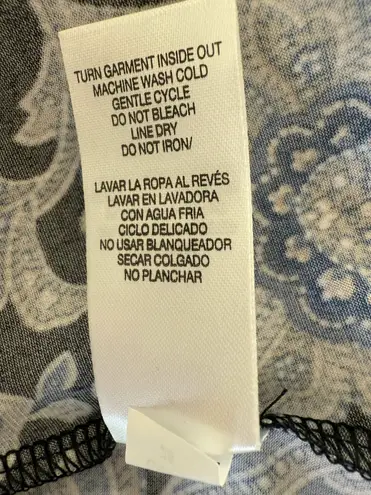 TURN GARMENT INSIDE OUT
MACHINE WASH COLD
GENTLE CYCLE
DO NOT BLEACH
LINE DRY
DO NOT IRON/
LAVAR LA ROPA AL REVÉS
LAVAR EN LAVADORA
CON AGUA FRIA
CICLO DELICADO
NO USAR BLANQUEADOR
SECAR COLGADO
NO PLANCHAR